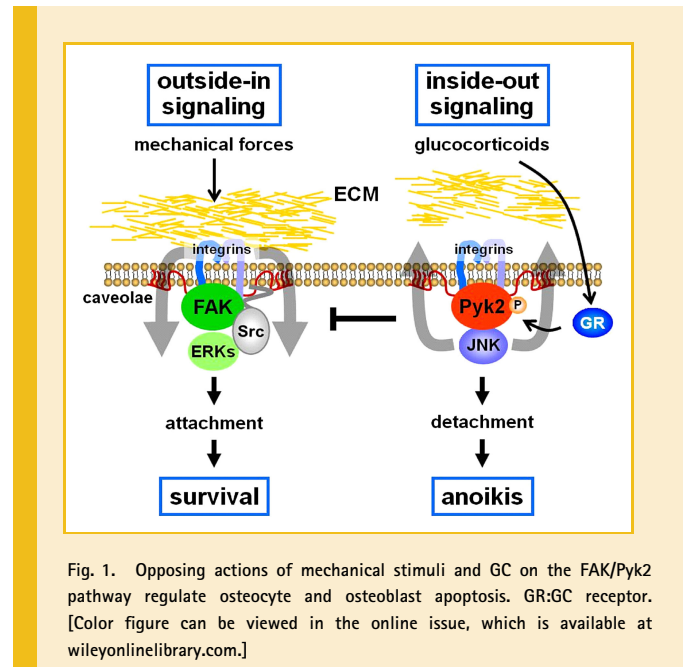 outside-in
signaling
inside-out
signaling
mechanical forces
glucocorticoids
ECM
integrins
integrins
caveolae
FAK
Src
ERKs
Pyk2
P
JNK
GR
attachment
detachment
survival
anoikis
Fig. 1. Opposing actions of mechanical stimuli and GC on the FAK/Pyk2
pathway regulate osteocyte and osteoblast apoptosis. GR:GC receptor.
[Color figure can be viewed in the online issue, which is available at
wileyonlinelibrary.com.]